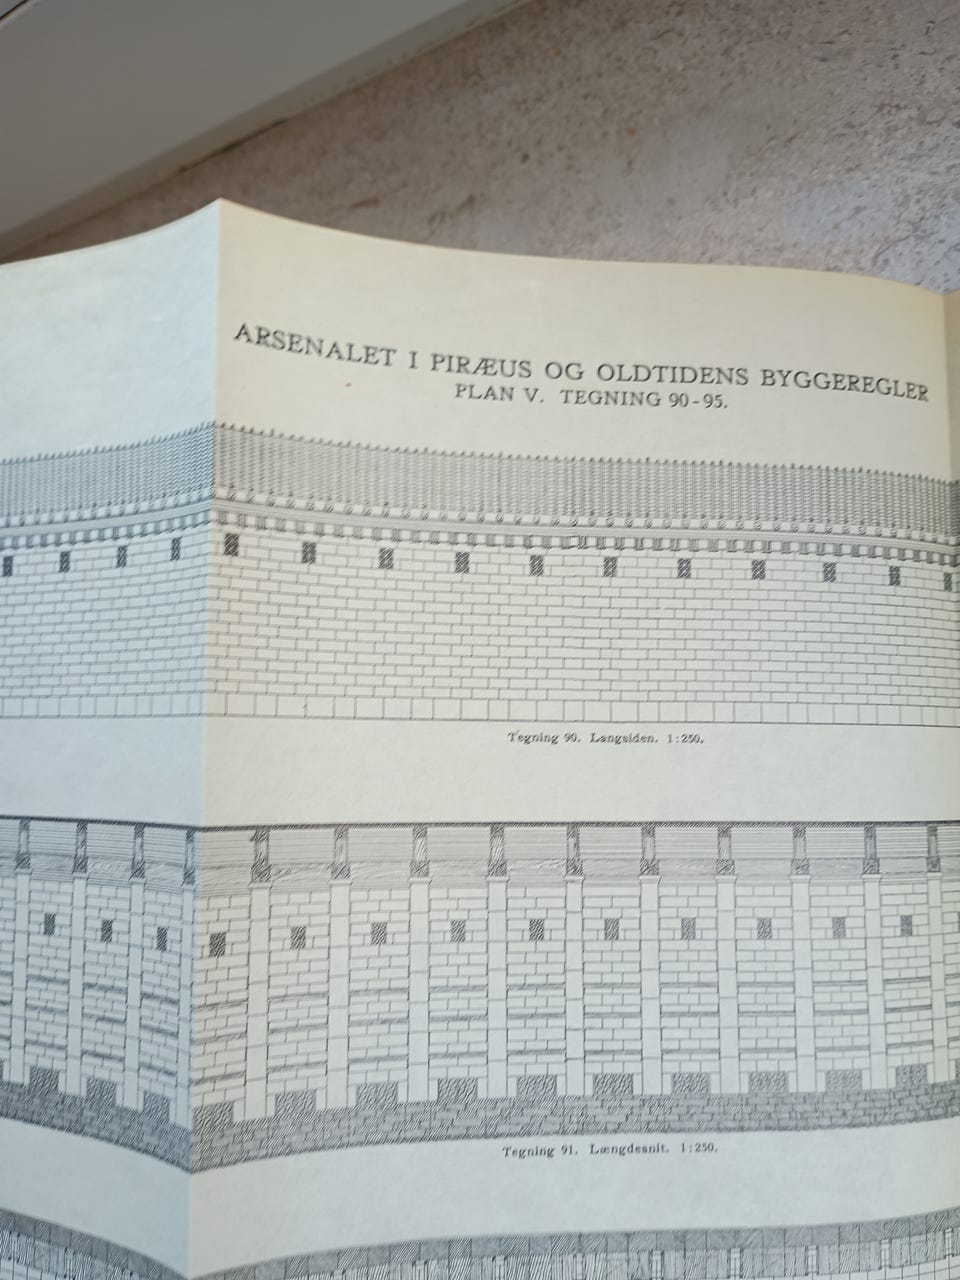 ARSENALET I PIRÆUS OG OLDTIDENS BYGGEREGLER
PLAN V. TEGNING 90-95.
Tegning 90. Langsiden. 1:250.
Tegning 91. Længdesnit. 1:250.